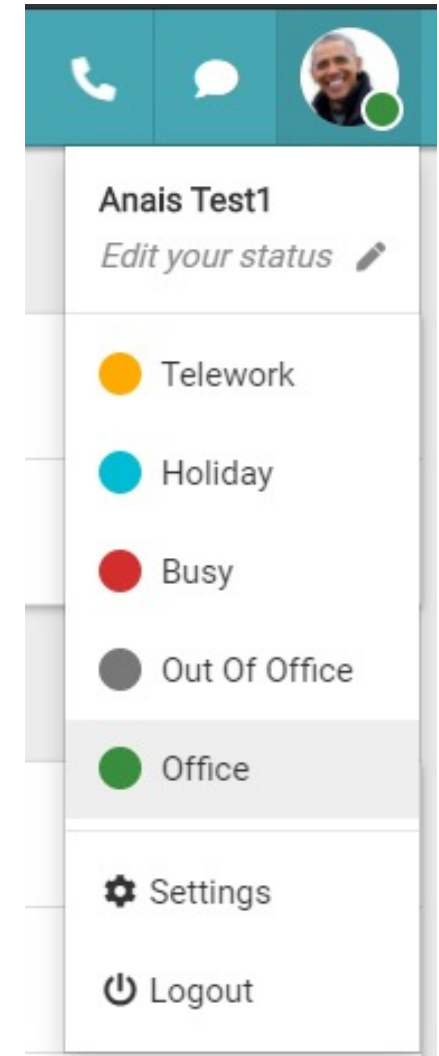 Anais Test1
Edit your status
Telework
Holiday
Busy
Out Of Office
Office
Settings
Logout